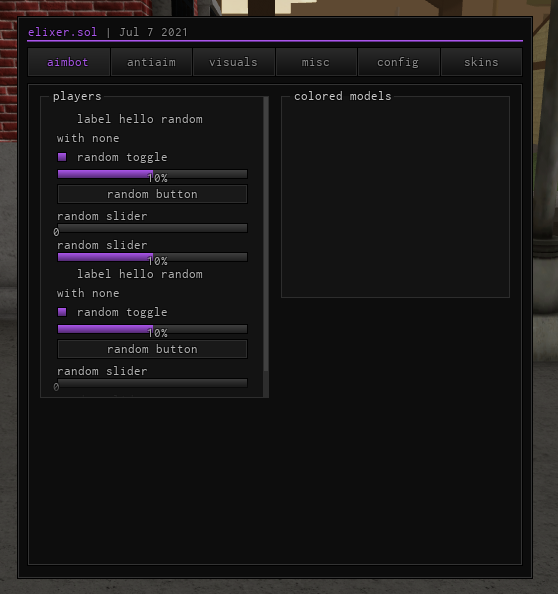 elixer.sol | Jul 7 2021
aimbot antiaim visuals misc config skins
players
label hello random
with none
random toggle
10%
random button
random slider
0
random slider
10%
label hello random
with none
random toggle
10%
random button
random slider
0
colored models